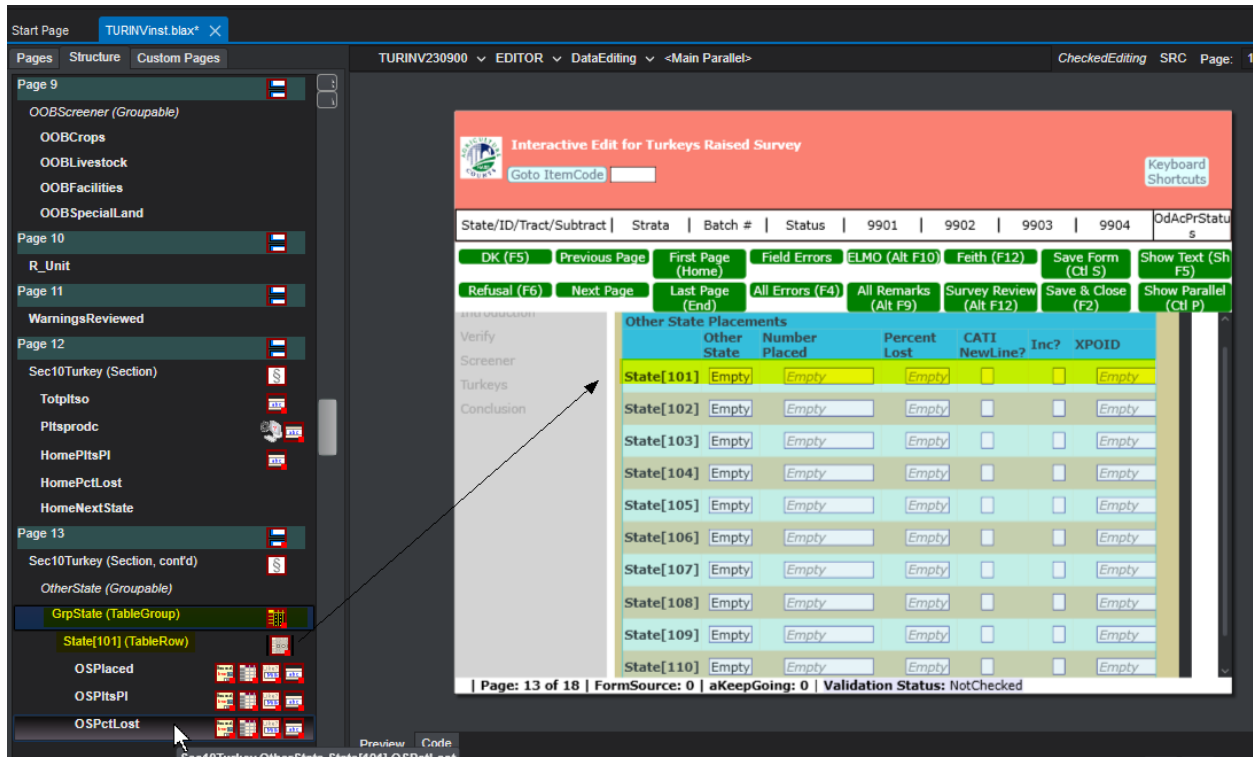 Start Page TURINVinst.blax*
Pages Structure Custom Pages
TURINV230900 EDITOR DataEditing <Main Parallel> CheckedEditing SRC Page: 1
Page 9
OOBScreener (Groupable)
OOBCrops
OOBLivestock
OOBFacilities
OOBSpecialLand
Page 10
R_Unit
Page 11
WarningsReviewed
Page 12
Sec10Turkey (Section)
Totpltso
Pltsprodc
HomePltsPl
HomePctLost
HomeNextState
Page 13
Sec10Turkey (Section, cont'd)
OtherState (Groupable)
GrpState (TableGroup)
State[101] (TableRow)
OSPlaced
OSPltsPl
OSPctLost
Sec10Turkey.OtherState.State[101].OSPctLost
Interactive Edit for Turkeys Raised Survey
Goto ItemCode
Keyboard
Shortcuts
State/ID/Tract/Subtract | Strata | Batch # | Status | 9901 | 9902 | 9903 | 9904 OdAcPrStatu
s
DK (F5) Previous Page First Page Field Errors ELMO (Alt F10) Feith (F12) Save Form Show Text (Sh
(Home) (Ctl S) F5)
Refusal (F6) Next Page Last Page All Errors (F4) All Remarks Survey Review Save & Close Show Parallel
(End) (Alt F9) (Alt F12) (F2) (Ctl P)
Introduction
Verify
Screener
Turkeys
Conclusion
Other State Placements
Other Number Percent CATI Inc? XPOID
State Placed Lost NewLine?
State[101] Empty Empty Empty Empty
State[102] Empty Empty Empty Empty
State[103] Empty Empty Empty Empty
State[104] Empty Empty Empty Empty
State[105] Empty Empty Empty Empty
State[106] Empty Empty Empty Empty
State[107] Empty Empty Empty Empty
State[108] Empty Empty Empty Empty
State[109] Empty Empty Empty Empty
State[110] Empty Empty Empty Empty
| Page: 13 of 18 | FormSource: 0 | aKeepGoing: 0 | Validation Status: NotChecked
Preview Code